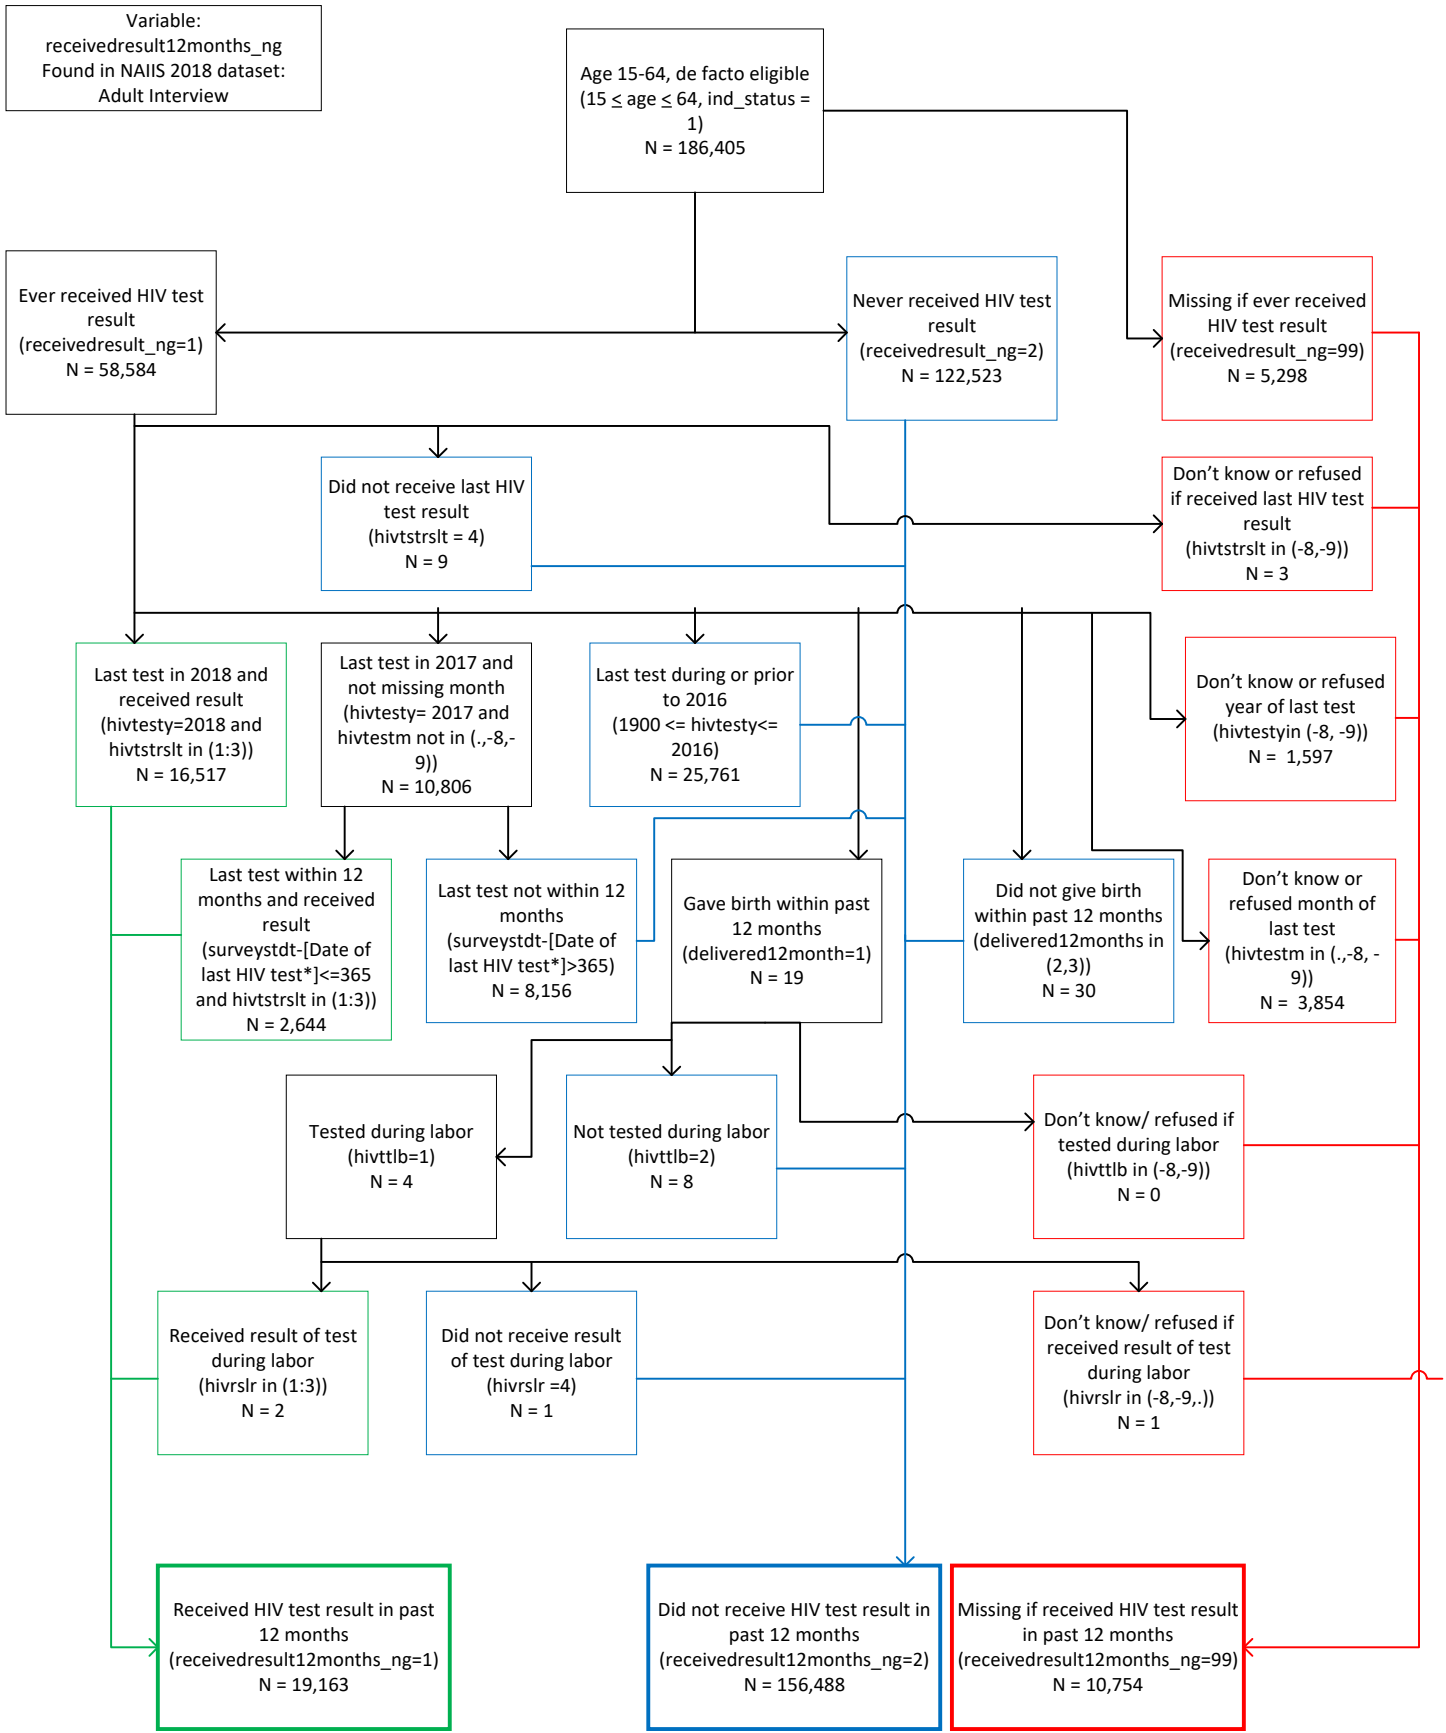 Variable:
receivedresult12months_ng
Found in NAIIS 2018 dataset:
Adult Interview
Age 15-64, de facto eligible
(15 ≤ age ≤ 64, ind_status =
1)
N = 186,405
Ever received HIV test
result
(receivedresult_ng=1)
N = 58,584
Never received HIV test
result
(receivedresult_ng=2)
N = 122,523
Missing if ever received
HIV test result
(receivedresult_ng=99)
N = 5,298
Did not receive last HIV
test result
(hivtstrslt = 4)
N = 9
Don’t know or refused
if received last HIV test
result
(hivtstrslt in (-8,-9))
N = 3
Last test in 2018 and
received result
(hivtesty=2018 and
hivtstrslt in (1:3))
N = 16,517
Last test in 2017 and
not missing month
(hivtesty= 2017 and
hivtestm not in (.,-8,-
9))
N = 10,806
Last test during or prior
to 2016
(1900 <= hivtesty<=
2016)
N = 25,761
Don’t know or refused
year of last test
(hivtestyin (-8, -9))
N =  1,597
Last test within 12
months and received
result
(surveystdt-[Date of
last HIV test*]<=365
and hivtstrslt in (1:3))
N = 2,644
Last test not within 12
months
(surveystdt-[Date of
last HIV test*]>365)
N = 8,156
Gave birth within past
12 months
(delivered12month=1)
N = 19
Did not give birth
within past 12 months
(delivered12months in
(2,3))
N = 30
Don’t know or
refused month of
last test
(hivtestm in (.,-8, -
9))
N =  3,854
Tested during labor
(hivttlb=1)
N = 4
Not tested during labor
(hivttlb=2)
N = 8
Don’t know/ refused if
tested during labor
(hivttlb in (-8,-9))
N = 0
Received result of test
during labor
(hivrslr in (1:3))
N = 2
Did not receive result
of test during labor
(hivrslr =4)
N = 1
Don’t know/ refused if
received result of test
during labor
(hivrslr in (-8,-9,.))
N = 1
Received HIV test result in past
12 months
(receivedresult12months_ng=1)
N = 19,163
Did not receive HIV test result in
past 12 months
(receivedresult12months_ng=2)
N = 156,488
Missing if received HIV test result
in past 12 months
(receivedresult12months_ng=99)
N = 10,754